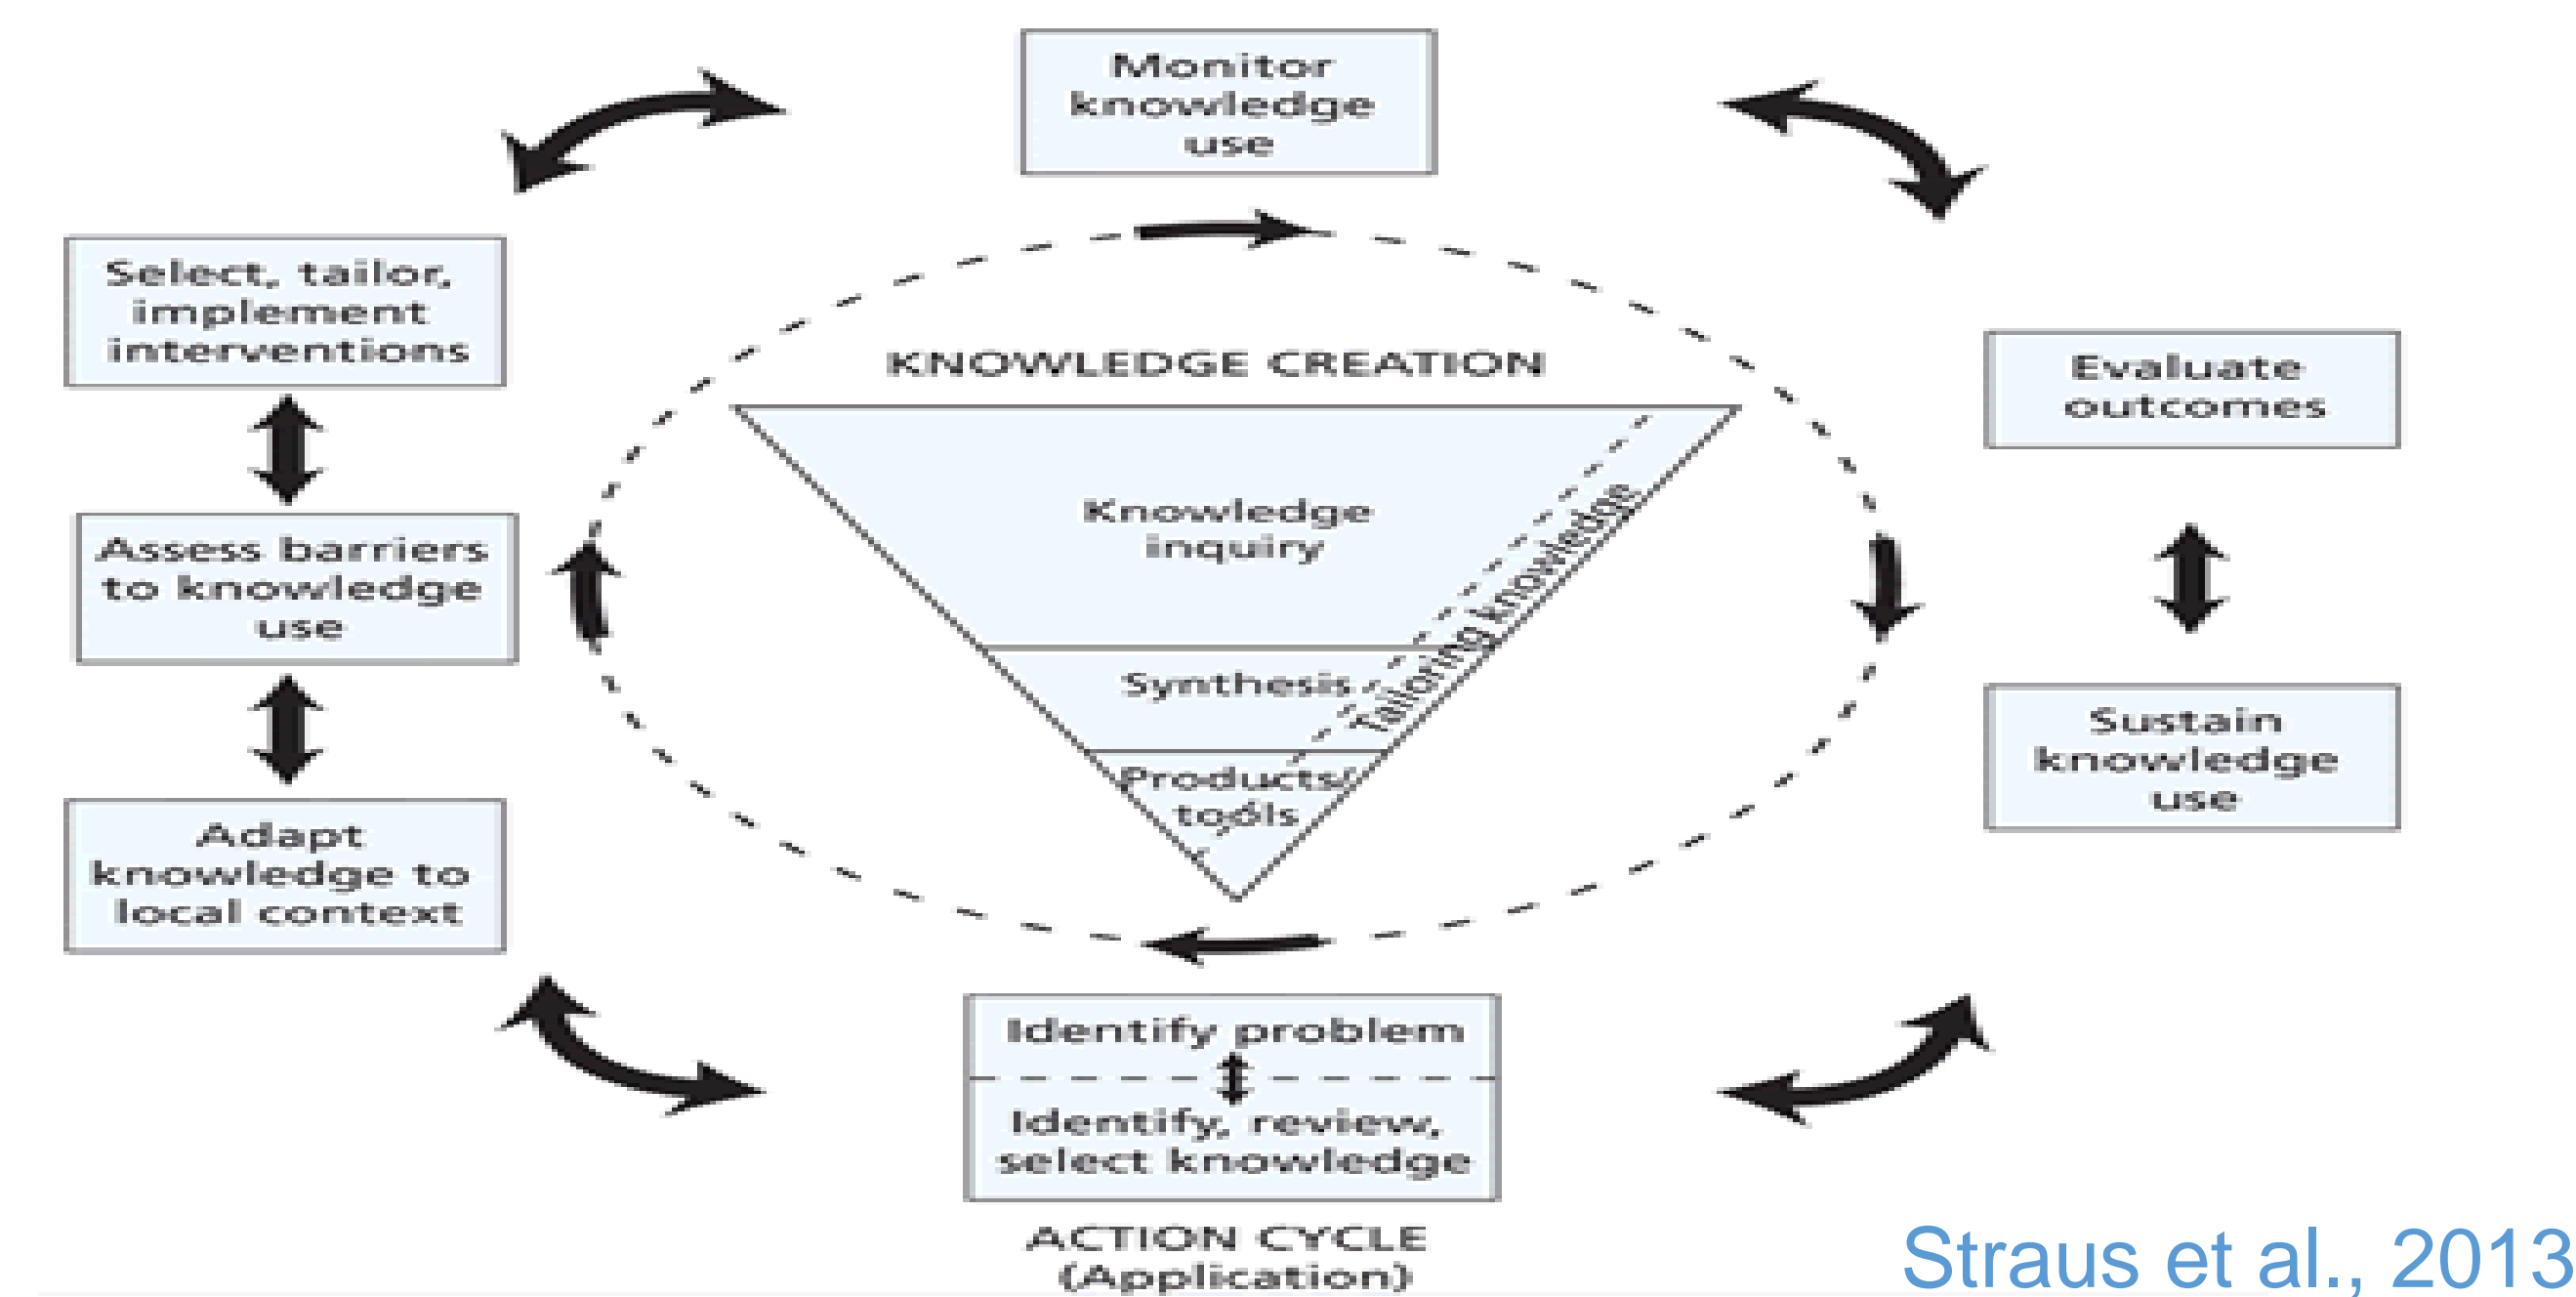 Monitor
knowledge
use
Select, tailor,
implement
interventions
Evaluate
outcomes
KNOWLEDGE CREATION
Knowledge
inquiry
Tailoring knowledge
Assess barriers
to knowledge
use
Synthesis
Sustain
knowledge
use
Products/
tools
Adapt
knowledge to
local context
Identify problem
Identify, review,
select knowledge
ACTION CYCLE
(Application)
Straus et al., 2013